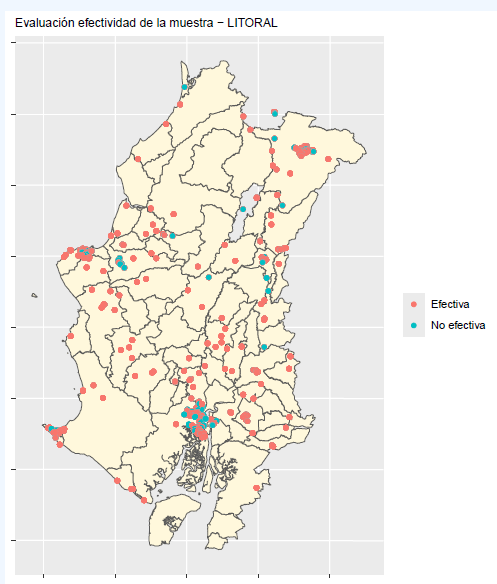 Evaluación efectividad de la muestra − LITORAL
Efectiva
No efectiva